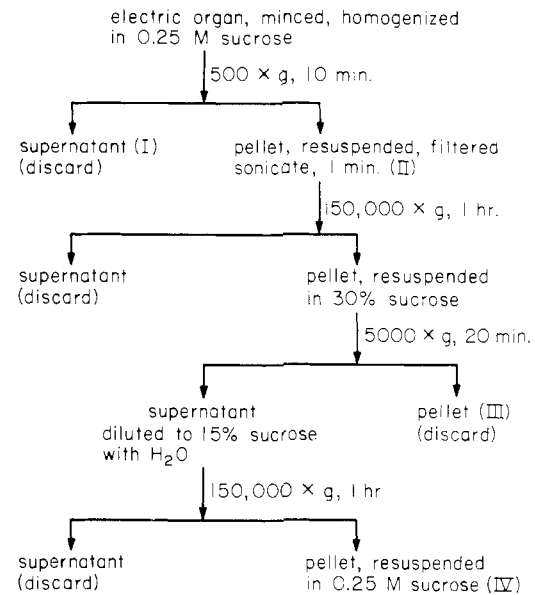 electric organ, minced, homogenized
in 0.25 M sucrose
500 × g, 10 min.
supernatant (I)
(discard)
pellet, resuspended, filtered
sonicate, 1 min. (II)
150,000 × g, 1 hr.
supernatant
(discard)
pellet, resuspended
in 30% sucrose
5000 × g, 20 min.
supernatant
diluted to 15% sucrose
with H₂O
pellet (III)
(discard)
150,000 × g, 1 hr
supernatant
(discard)
pellet, resuspended
in 0.25 M sucrose (IV)